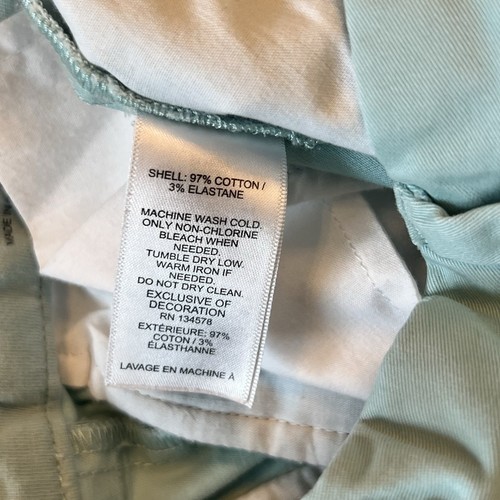 SHELL: 97% COTTON /
3% ELASTANE
MACHINE WASH COLD.
ONLY NON-CHLORINE
BLEACH WHEN
NEEDED.
TUMBLE DRY LOW.
WARM IRON IF
NEEDED.
DO NOT DRY CLEAN.
EXCLUSIVE OF
DECORATION
RN 134578
EXTÉRIEURE: 97%
COTON / 3%
ÉLASTHANNE
LAVAGE EN MACHINE À
MADE IN